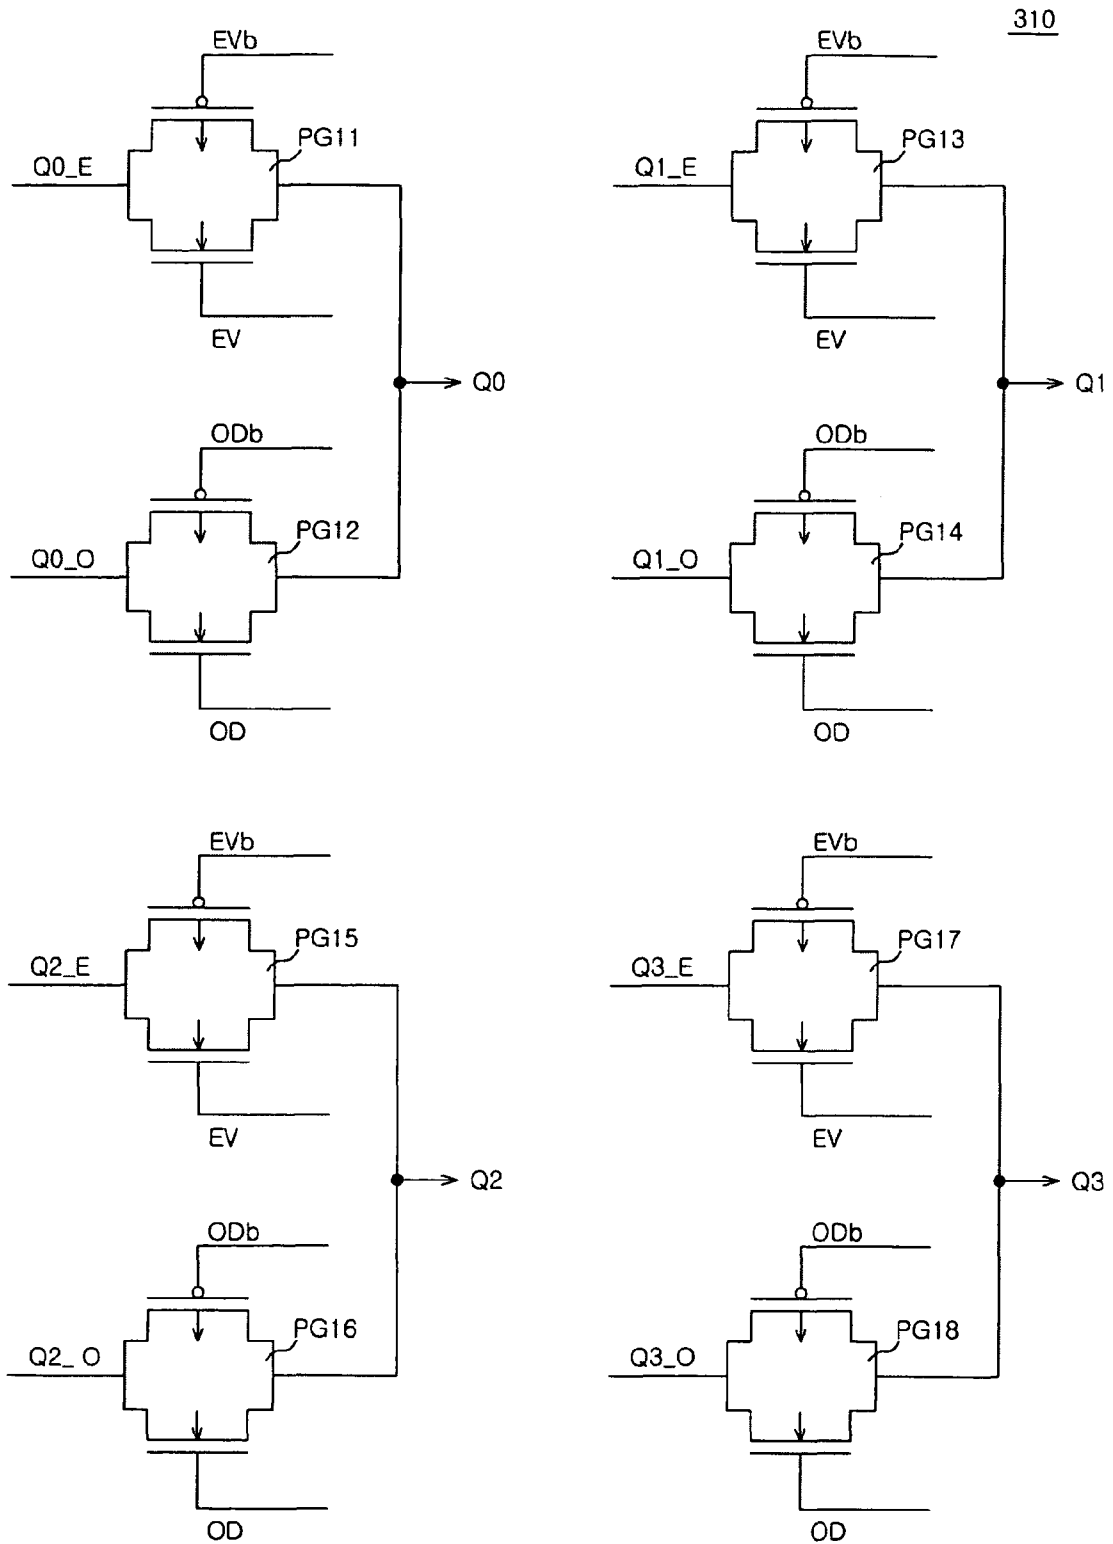 310
EVb
PG11
Q0_E
EV
Q0
ODb
PG12
Q0_O
OD
EVb
PG13
Q1_E
EV
Q1
ODb
PG14
Q1_O
OD
EVb
PG15
Q2_E
EV
Q2
ODb
PG16
Q2_ O
OD
EVb
PG17
Q3_E
EV
Q3
ODb
PG18
Q3_O
OD